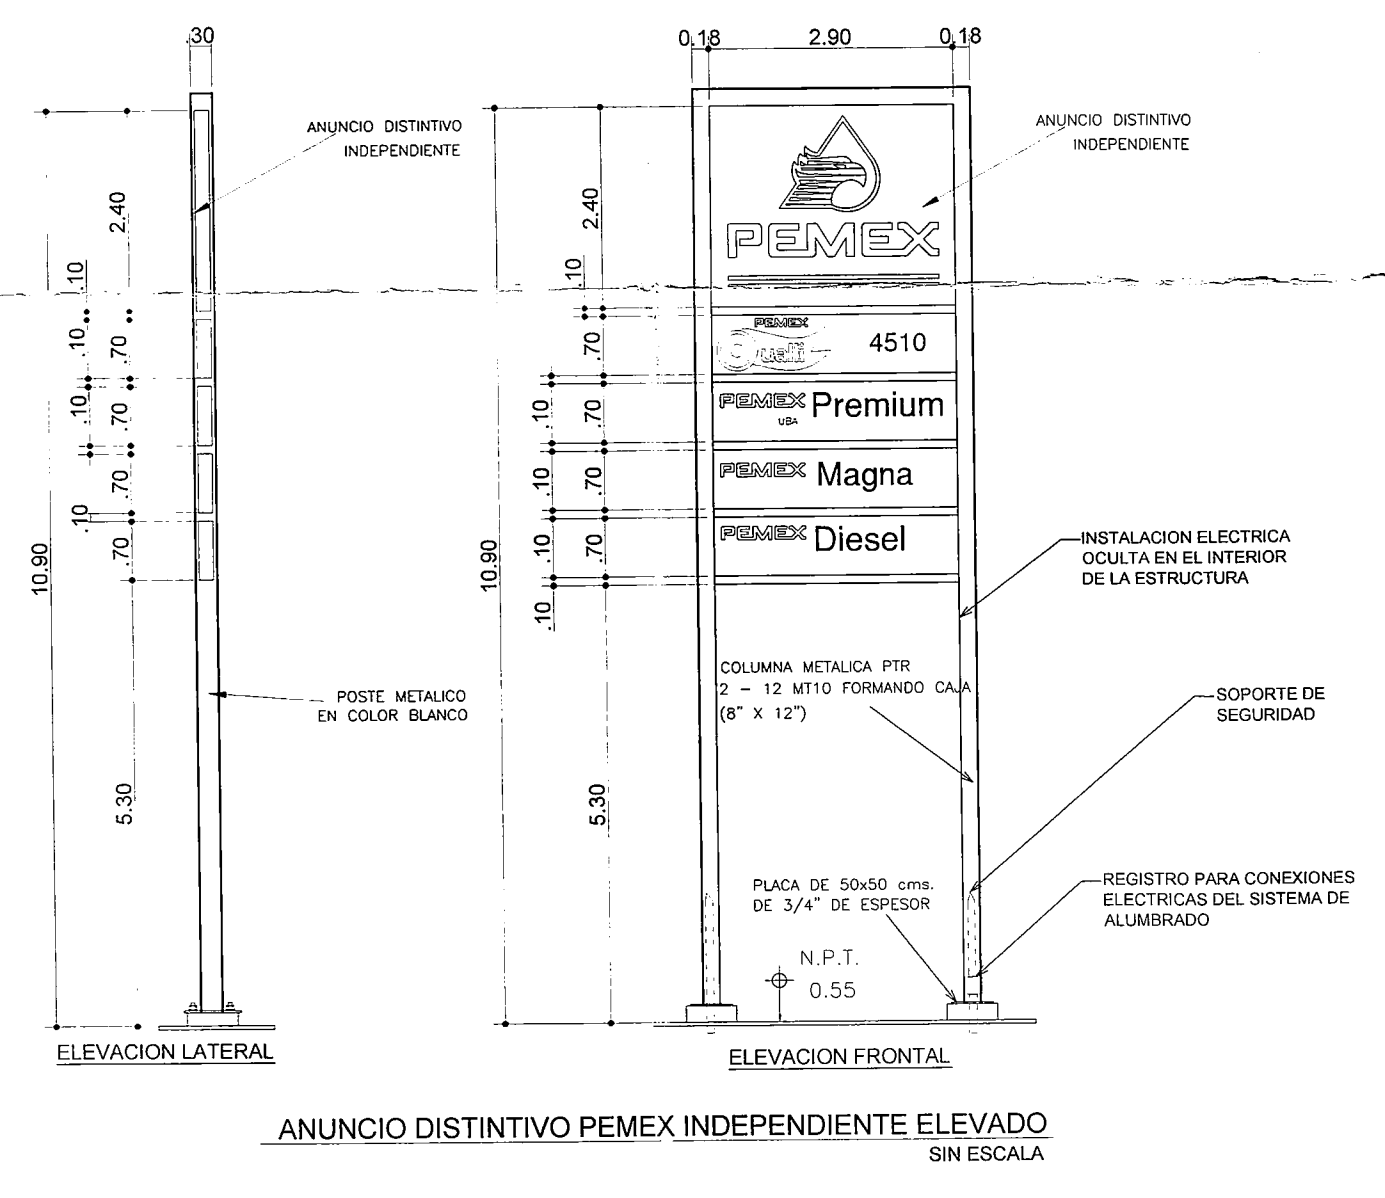 .30
0.18 2.90 0.18
ANUNCIO DISTINTIVO
INDEPENDIENTE
ANUNCIO DISTINTIVO
INDEPENDIENTE
2.40
2.40
PEMEX
.10
.10
.10
.70
.70
PEMEX
Qualli
4510
.10
.70
.10
.70
PEMEX Premium
UBA
.70
.10
.70
PEMEX Magna
.10
.70
.10
.70
PEMEX Diesel
.10
10.90
10.90
INSTALACION ELECTRICA
OCULTA EN EL INTERIOR
DE LA ESTRUCTURA
COLUMNA METALICA PTR
2 - 12 MT10 FORMANDO CAJA
(8" X 12")
POSTE METALICO
EN COLOR BLANCO
SOPORTE DE
SEGURIDAD
5.30
5.30
PLACA DE 50x50 cms.
DE 3/4" DE ESPESOR
REGISTRO PARA CONEXIONES
ELECTRICAS DEL SISTEMA DE
ALUMBRADO
N.P.T.
0.55
ELEVACION LATERAL
ELEVACION FRONTAL
ANUNCIO DISTINTIVO PEMEX INDEPENDIENTE ELEVADO
SIN ESCALA